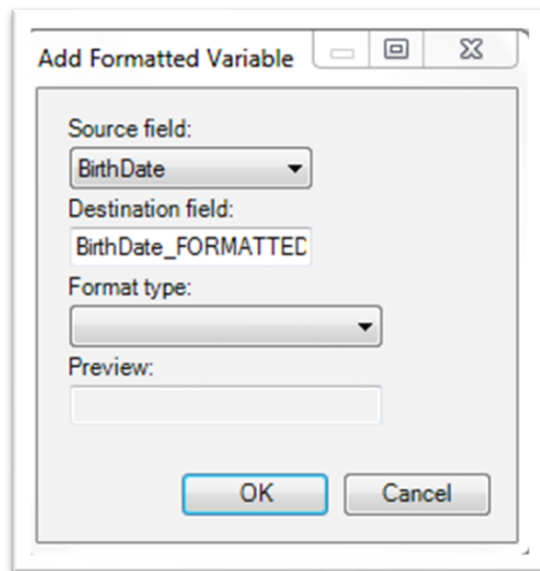 Add Formatted Variable
Source field:
BirthDate
Destination field:
BirthDate_FORMATTED
Format type:
Preview:
OK Cancel